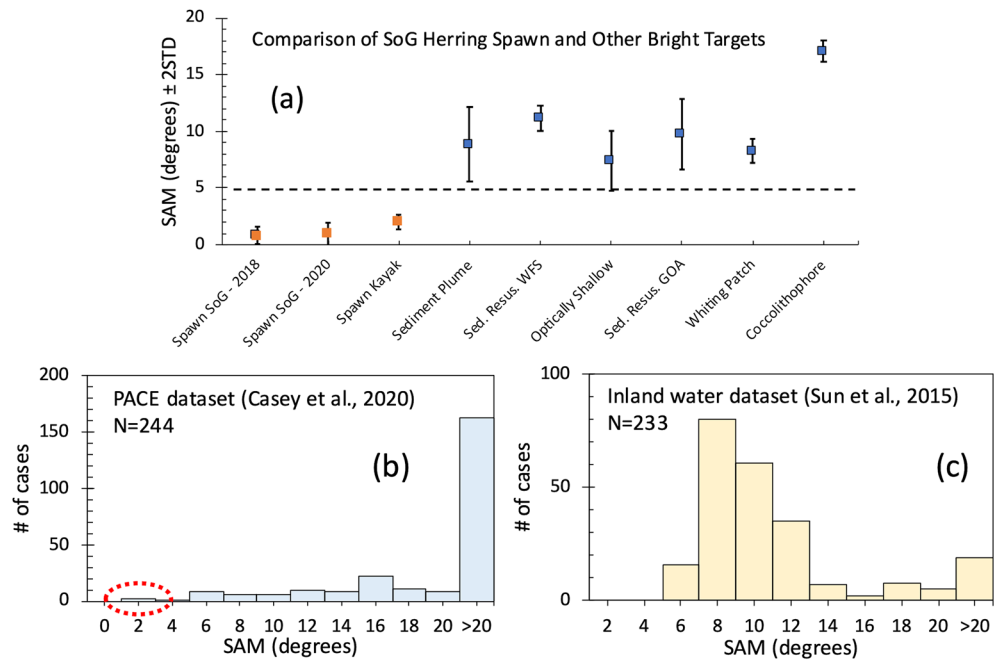 Comparison of SoG Herring Spawn and Other Bright Targets
(a)
SAM (degrees) ± 2STD
20
15
10
5
0
Spawn SoG - 2018
Spawn SoG - 2020
Spawn Kayak
Sediment Plume
Sed. Resus. WFS
Optically Shallow
Sed. Resus. GOA
Whiting Patch
Coccolithophore
PACE dataset (Casey et al., 2020)
N=244
(b)
# of cases
200
150
100
50
0
0 2 4 6 8 10 12 14 16 18 20 >20
SAM (degrees)
Inland water dataset (Sun et al., 2015)
N=233
(c)
# of cases
100
50
0
2 4 6 8 10 12 14 16 18 20 >20
SAM (degrees)